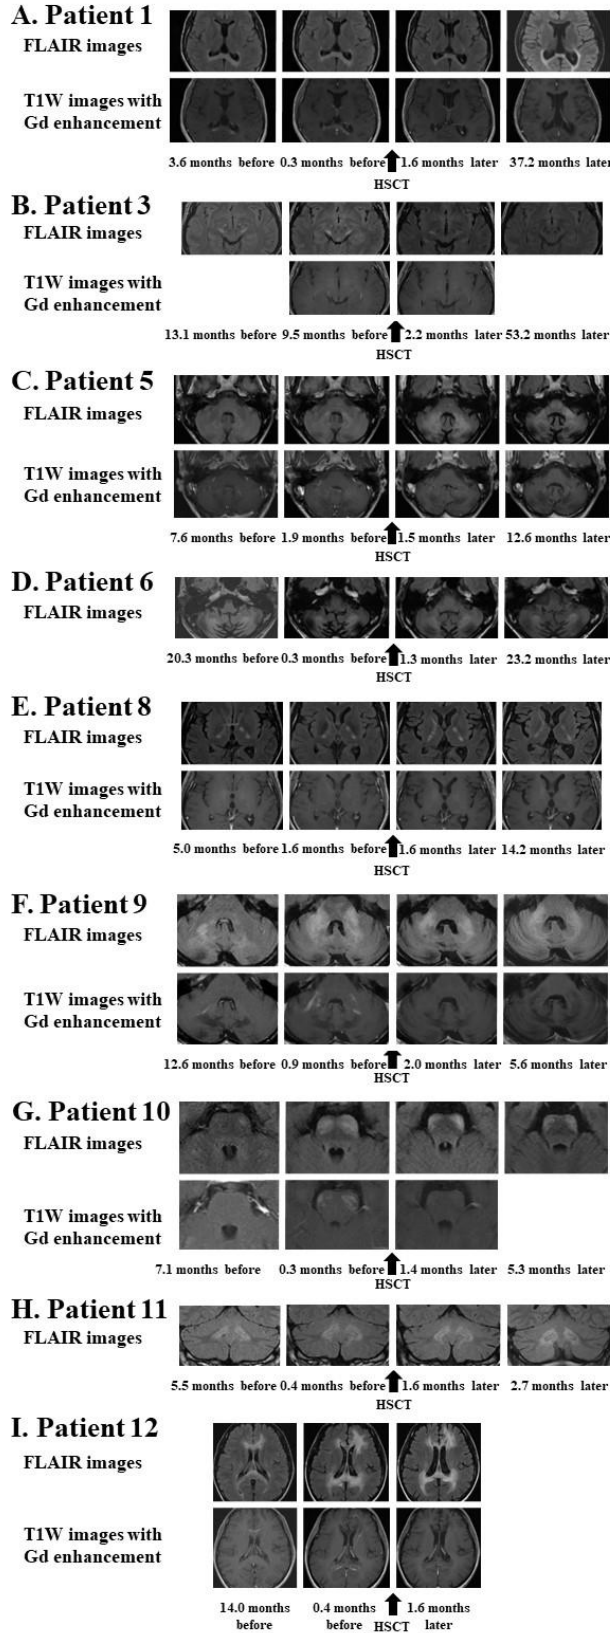 A. Patient 1
FLAIR images
T1W images with
Gd enhancement
3.6 months before 0.3 months before 1.6 months later 37.2 months later
HSCT
B. Patient 3
FLAIR images
T1W images with
Gd enhancement
13.1 months before 9.5 months before 2.2 months later 53.2 months later
HSCT
C. Patient 5
FLAIR images
T1W images with
Gd enhancement
7.6 months before 1.9 months before 1.5 months later 12.6 months later
HSCT
D. Patient 6
FLAIR images
20.3 months before 0.3 months before 1.3 months later 23.2 months later
HSCT
E. Patient 8
FLAIR images
T1W images with
Gd enhancement
5.0 months before 1.6 months before 1.6 months later 14.2 months later
HSCT
F. Patient 9
FLAIR images
T1W images with
Gd enhancement
12.6 months before 0.9 months before 2.0 months later 5.6 months later
HSCT
G. Patient 10
FLAIR images
T1W images with
Gd enhancement
7.1 months before 0.3 months before 1.4 months later 5.3 months later
HSCT
H. Patient 11
FLAIR images
5.5 months before 0.4 months before 1.6 months later 2.7 months later
HSCT
I. Patient 12
FLAIR images
T1W images with
Gd enhancement
14.0 months 0.4 months 1.6 months
before before HSCT later